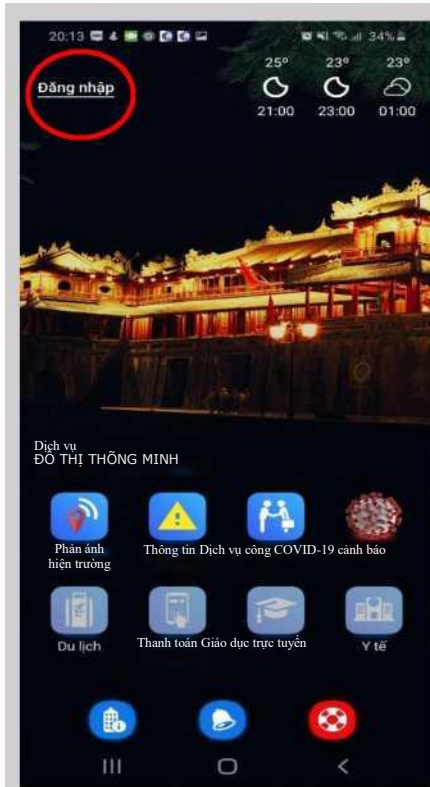 20:13
34%
Đăng nhập
25° 23° 23°
21:00 23:00 01:00
Dịch vụ
ĐÔ THỊ THÔNG MINH
Phản ánh Thông tin Dịch vụ công COVID-19 cảnh báo
hiện trường
Du lịch Thanh toán Giáo dục trực tuyến Y tế